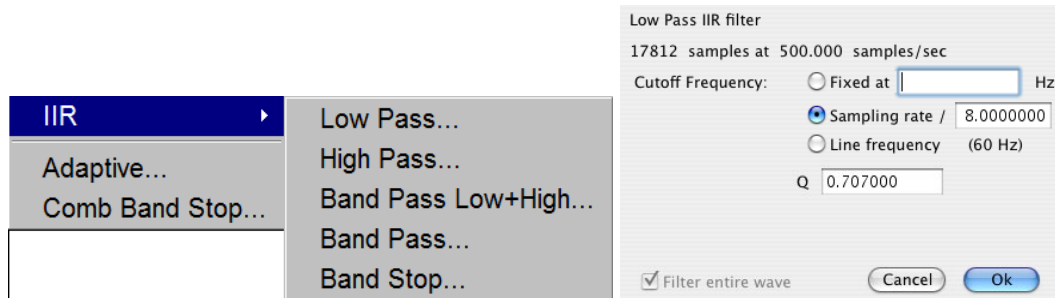 IIR
Adaptive...
Comb Band Stop...
Low Pass...
High Pass...
Band Pass Low+High...
Band Pass...
Band Stop...
Low Pass IIR filter
17812 samples at 500.000 samples/sec
Cutoff Frequency: Fixed at Hz
Sampling rate / 8.0000000
Line frequency (60 Hz)
Q 0.707000
Filter entire wave Cancel Ok